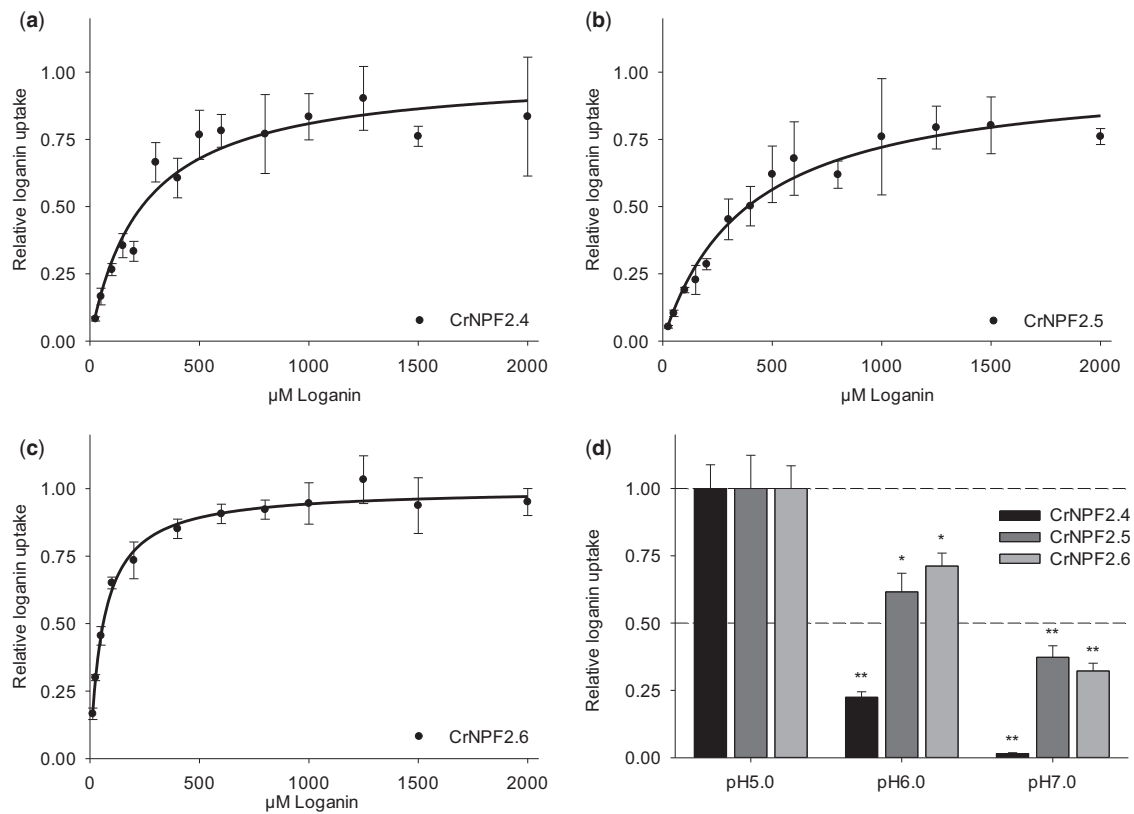 (a)
1.00
0.75
0.50
0.25
0.00
Relative loganin uptake
CrNPF2.4
0 500 1000 1500 2000
µM Loganin
(b)
1.00
0.75
0.50
0.25
0.00
Relative loganin uptake
CrNPF2.5
0 500 1000 1500 2000
µM Loganin
(c)
1.00
0.75
0.50
0.25
0.00
Relative loganin uptake
CrNPF2.6
0 500 1000 1500 2000
µM Loganin
(d)
1.00
0.75
0.50
0.25
0.00
Relative loganin uptake
CrNPF2.4
CrNPF2.5
CrNPF2.6
** * *
** ** **
pH5.0 pH6.0 pH7.0